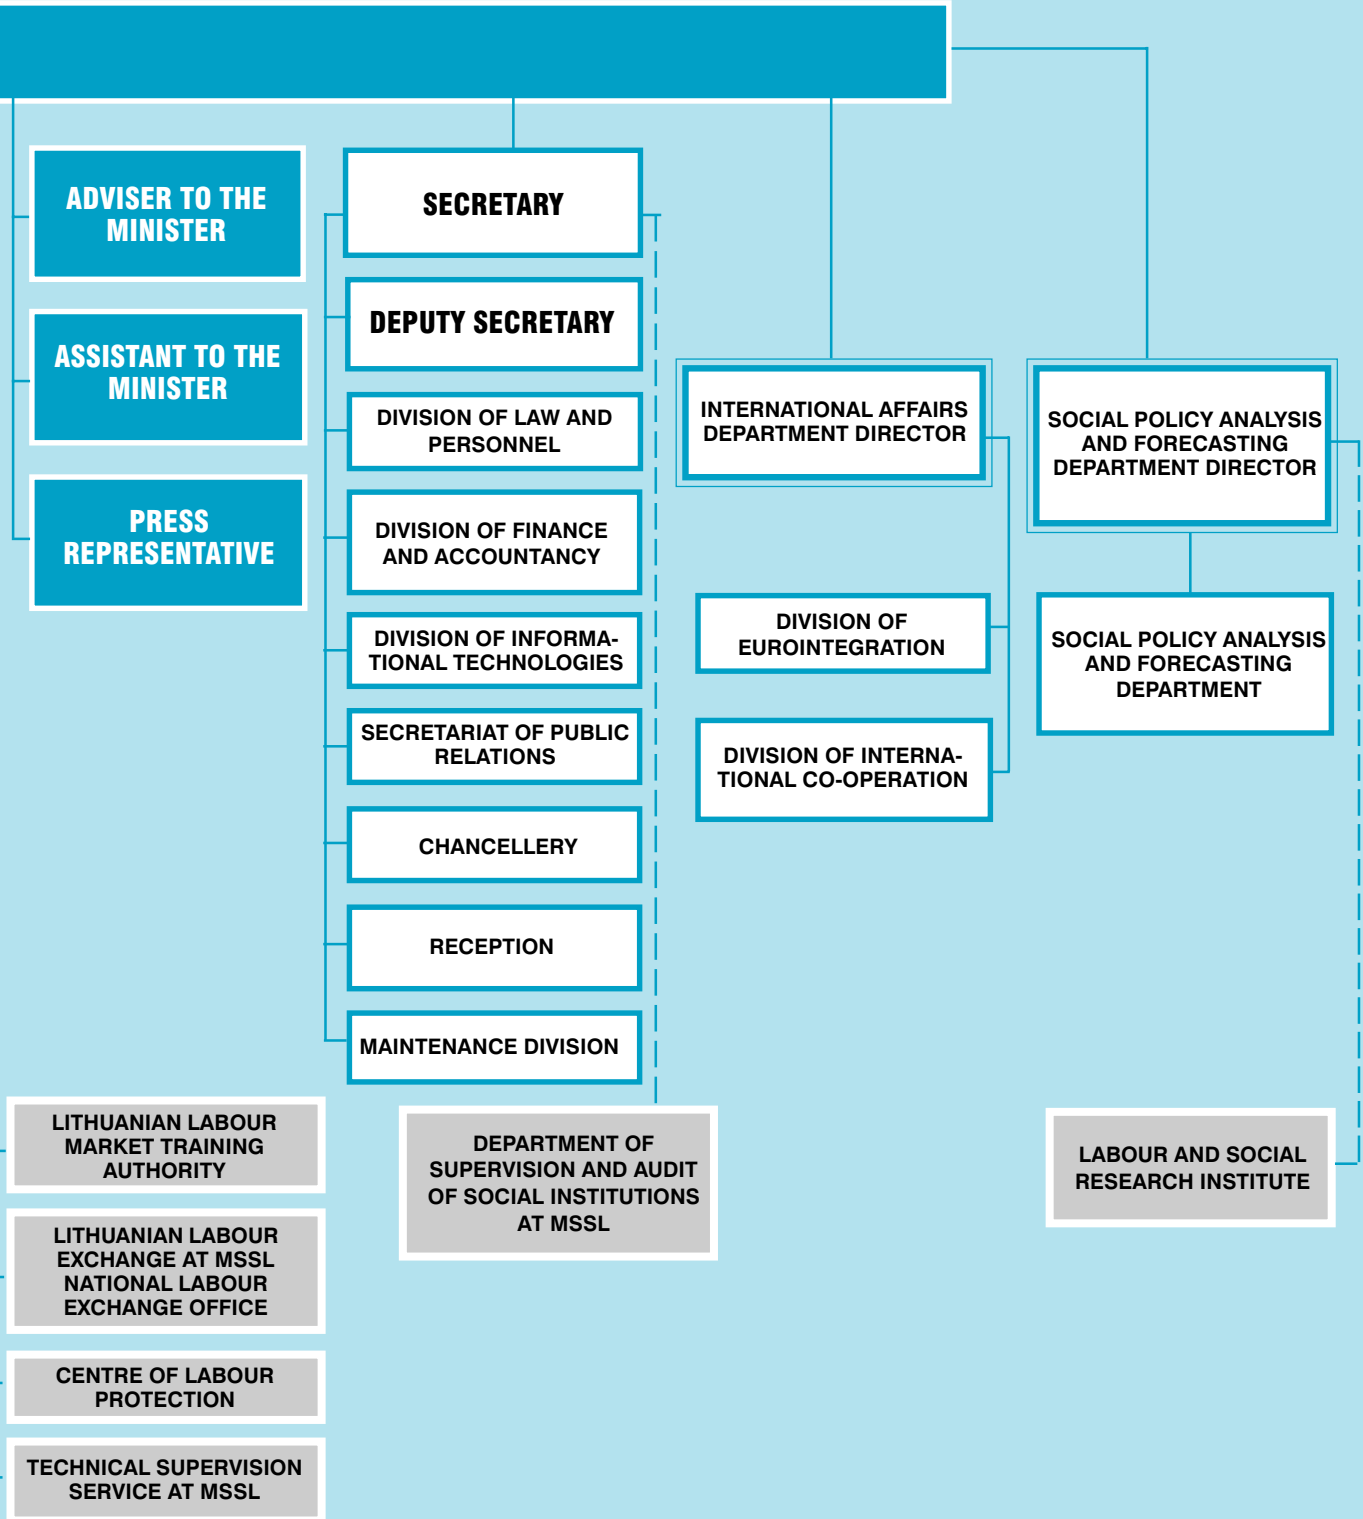 ADVISER TO THE
MINISTER
ASSISTANT TO THE
MINISTER
PRESS
REPRESENTATIVE
SECRETARY
DEPUTY SECRETARY
DIVISION OF LAW AND
PERSONNEL
DIVISION OF FINANCE
AND ACCOUNTANCY
DIVISION OF INFORMA-
TIONAL TECHNOLOGIES
SECRETARIAT OF PUBLIC
RELATIONS
CHANCELLERY
RECEPTION
MAINTENANCE DIVISION
INTERNATIONAL AFFAIRS
DEPARTMENT DIRECTOR
DIVISION OF
EUROINTEGRATION
DIVISION OF INTERNA-
TIONAL CO-OPERATION
SOCIAL POLICY ANALYSIS
AND FORECASTING
DEPARTMENT DIRECTOR
SOCIAL POLICY ANALYSIS
AND FORECASTING
DEPARTMENT
LITHUANIAN LABOUR
MARKET TRAINING
AUTHORITY
LITHUANIAN LABOUR
EXCHANGE AT MSSL
NATIONAL LABOUR
EXCHANGE OFFICE
CENTRE OF LABOUR
PROTECTION
TECHNICAL SUPERVISION
SERVICE AT MSSL
DEPARTMENT OF
SUPERVISION AND AUDIT
OF SOCIAL INSTITUTIONS
AT MSSL
LABOUR AND SOCIAL
RESEARCH INSTITUTE